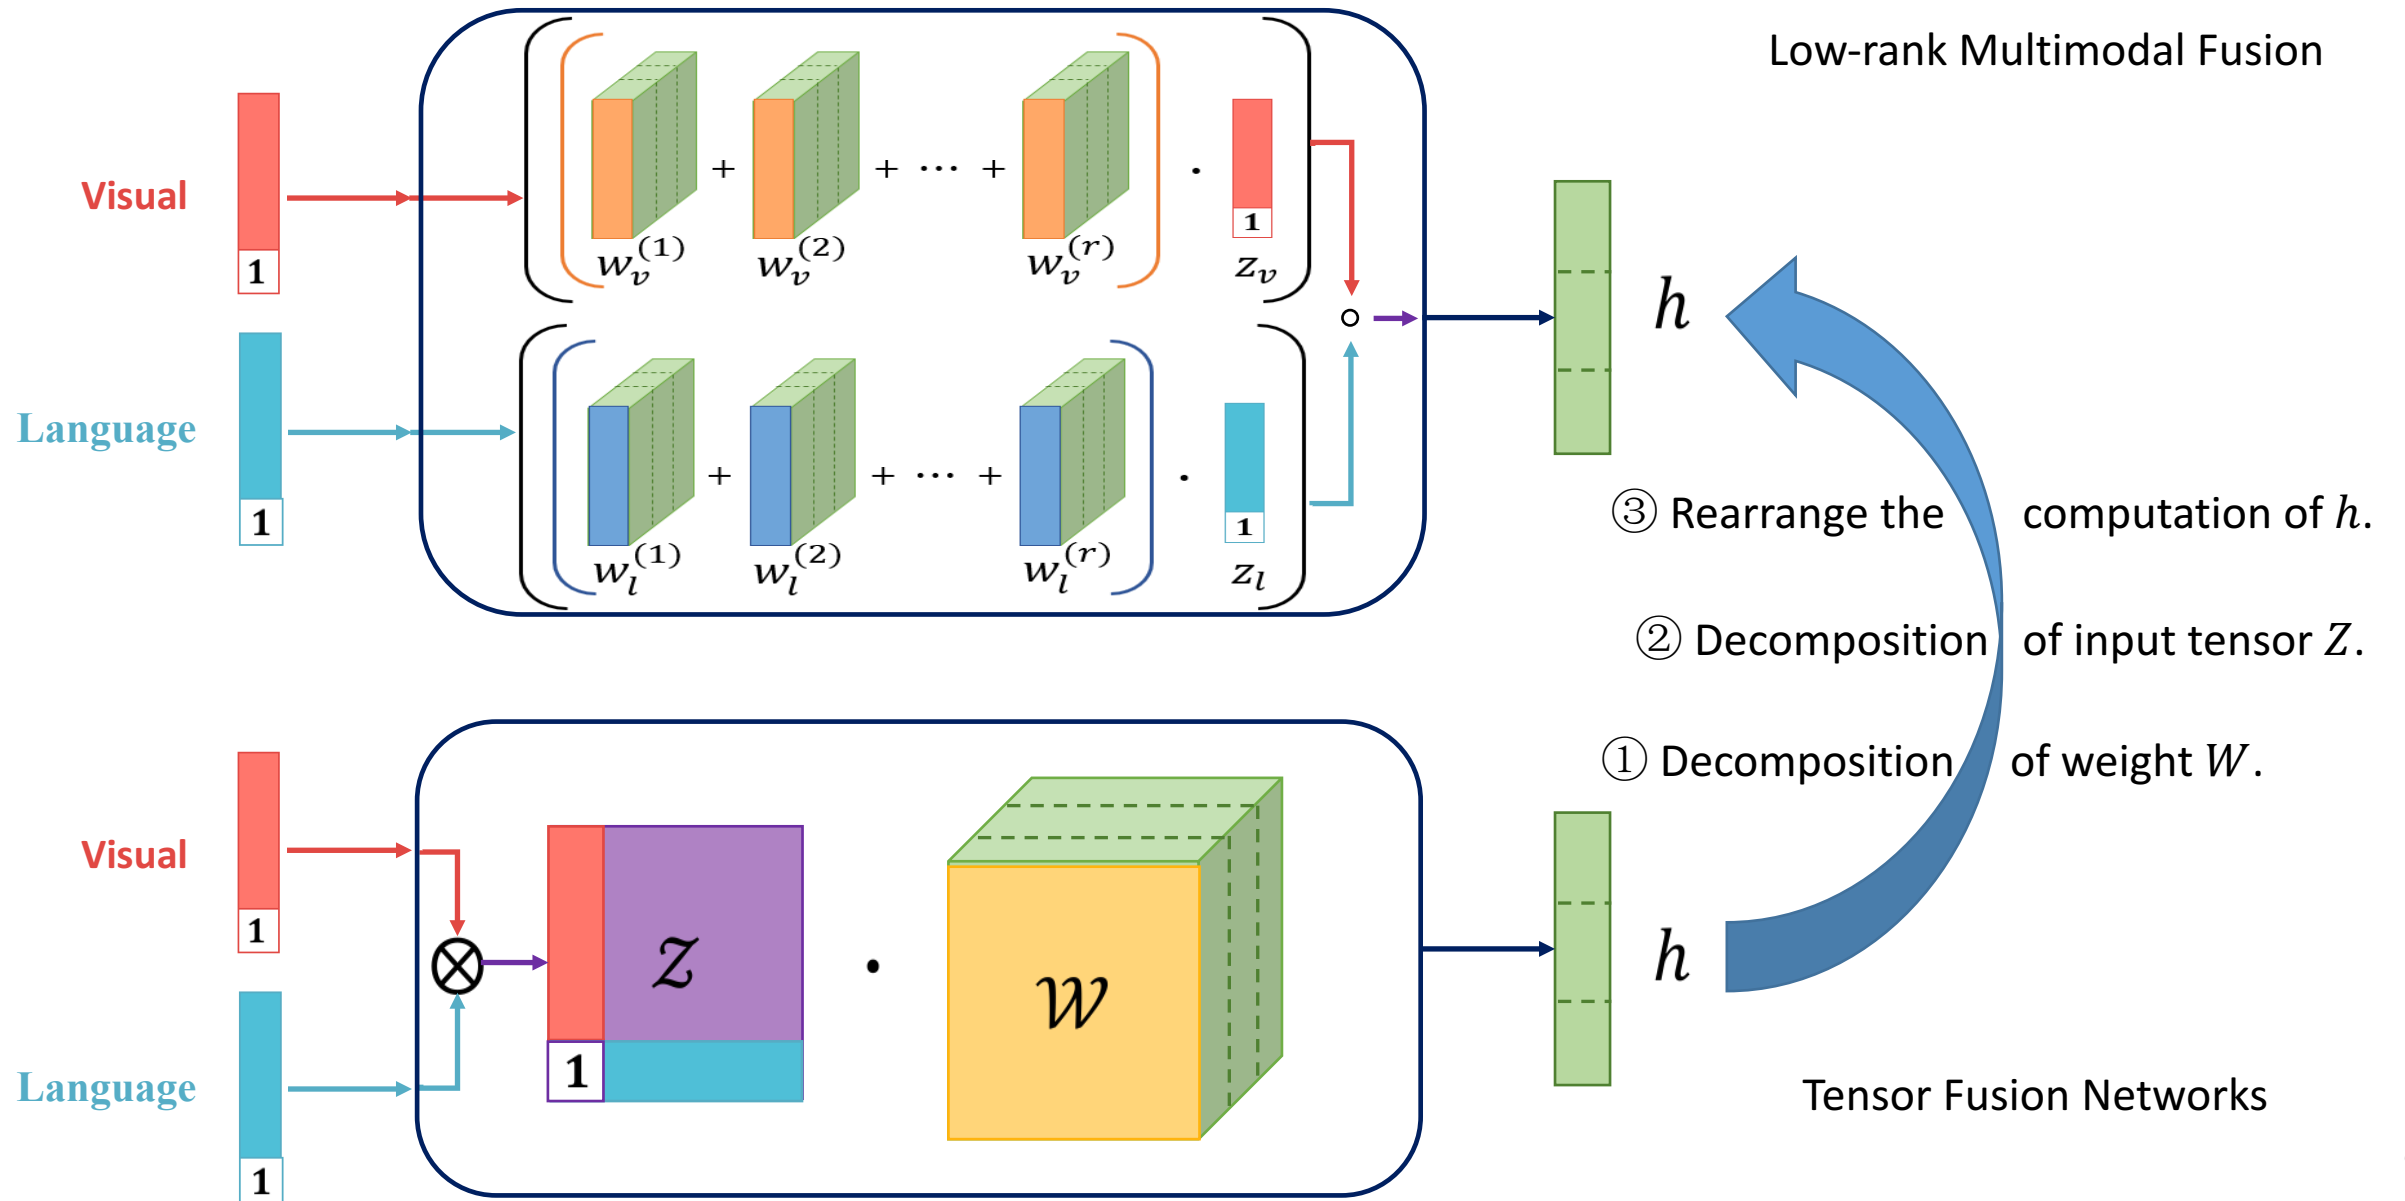 Low-rank Multimodal Fusion
Visual
1
+ + ⋯ + ·
1
w_v^(1) w_v^(2) w_v^(r) z_v
h
Language
1
+ + ⋯ + ·
1
w_l^(1) w_l^(2) w_l^(r) z_l
③ Rearrange the computation of h.
② Decomposition of input tensor Z.
① Decomposition of weight W.
Visual
1
⊗
Z · W
1
h
Language
1
Tensor Fusion Networks